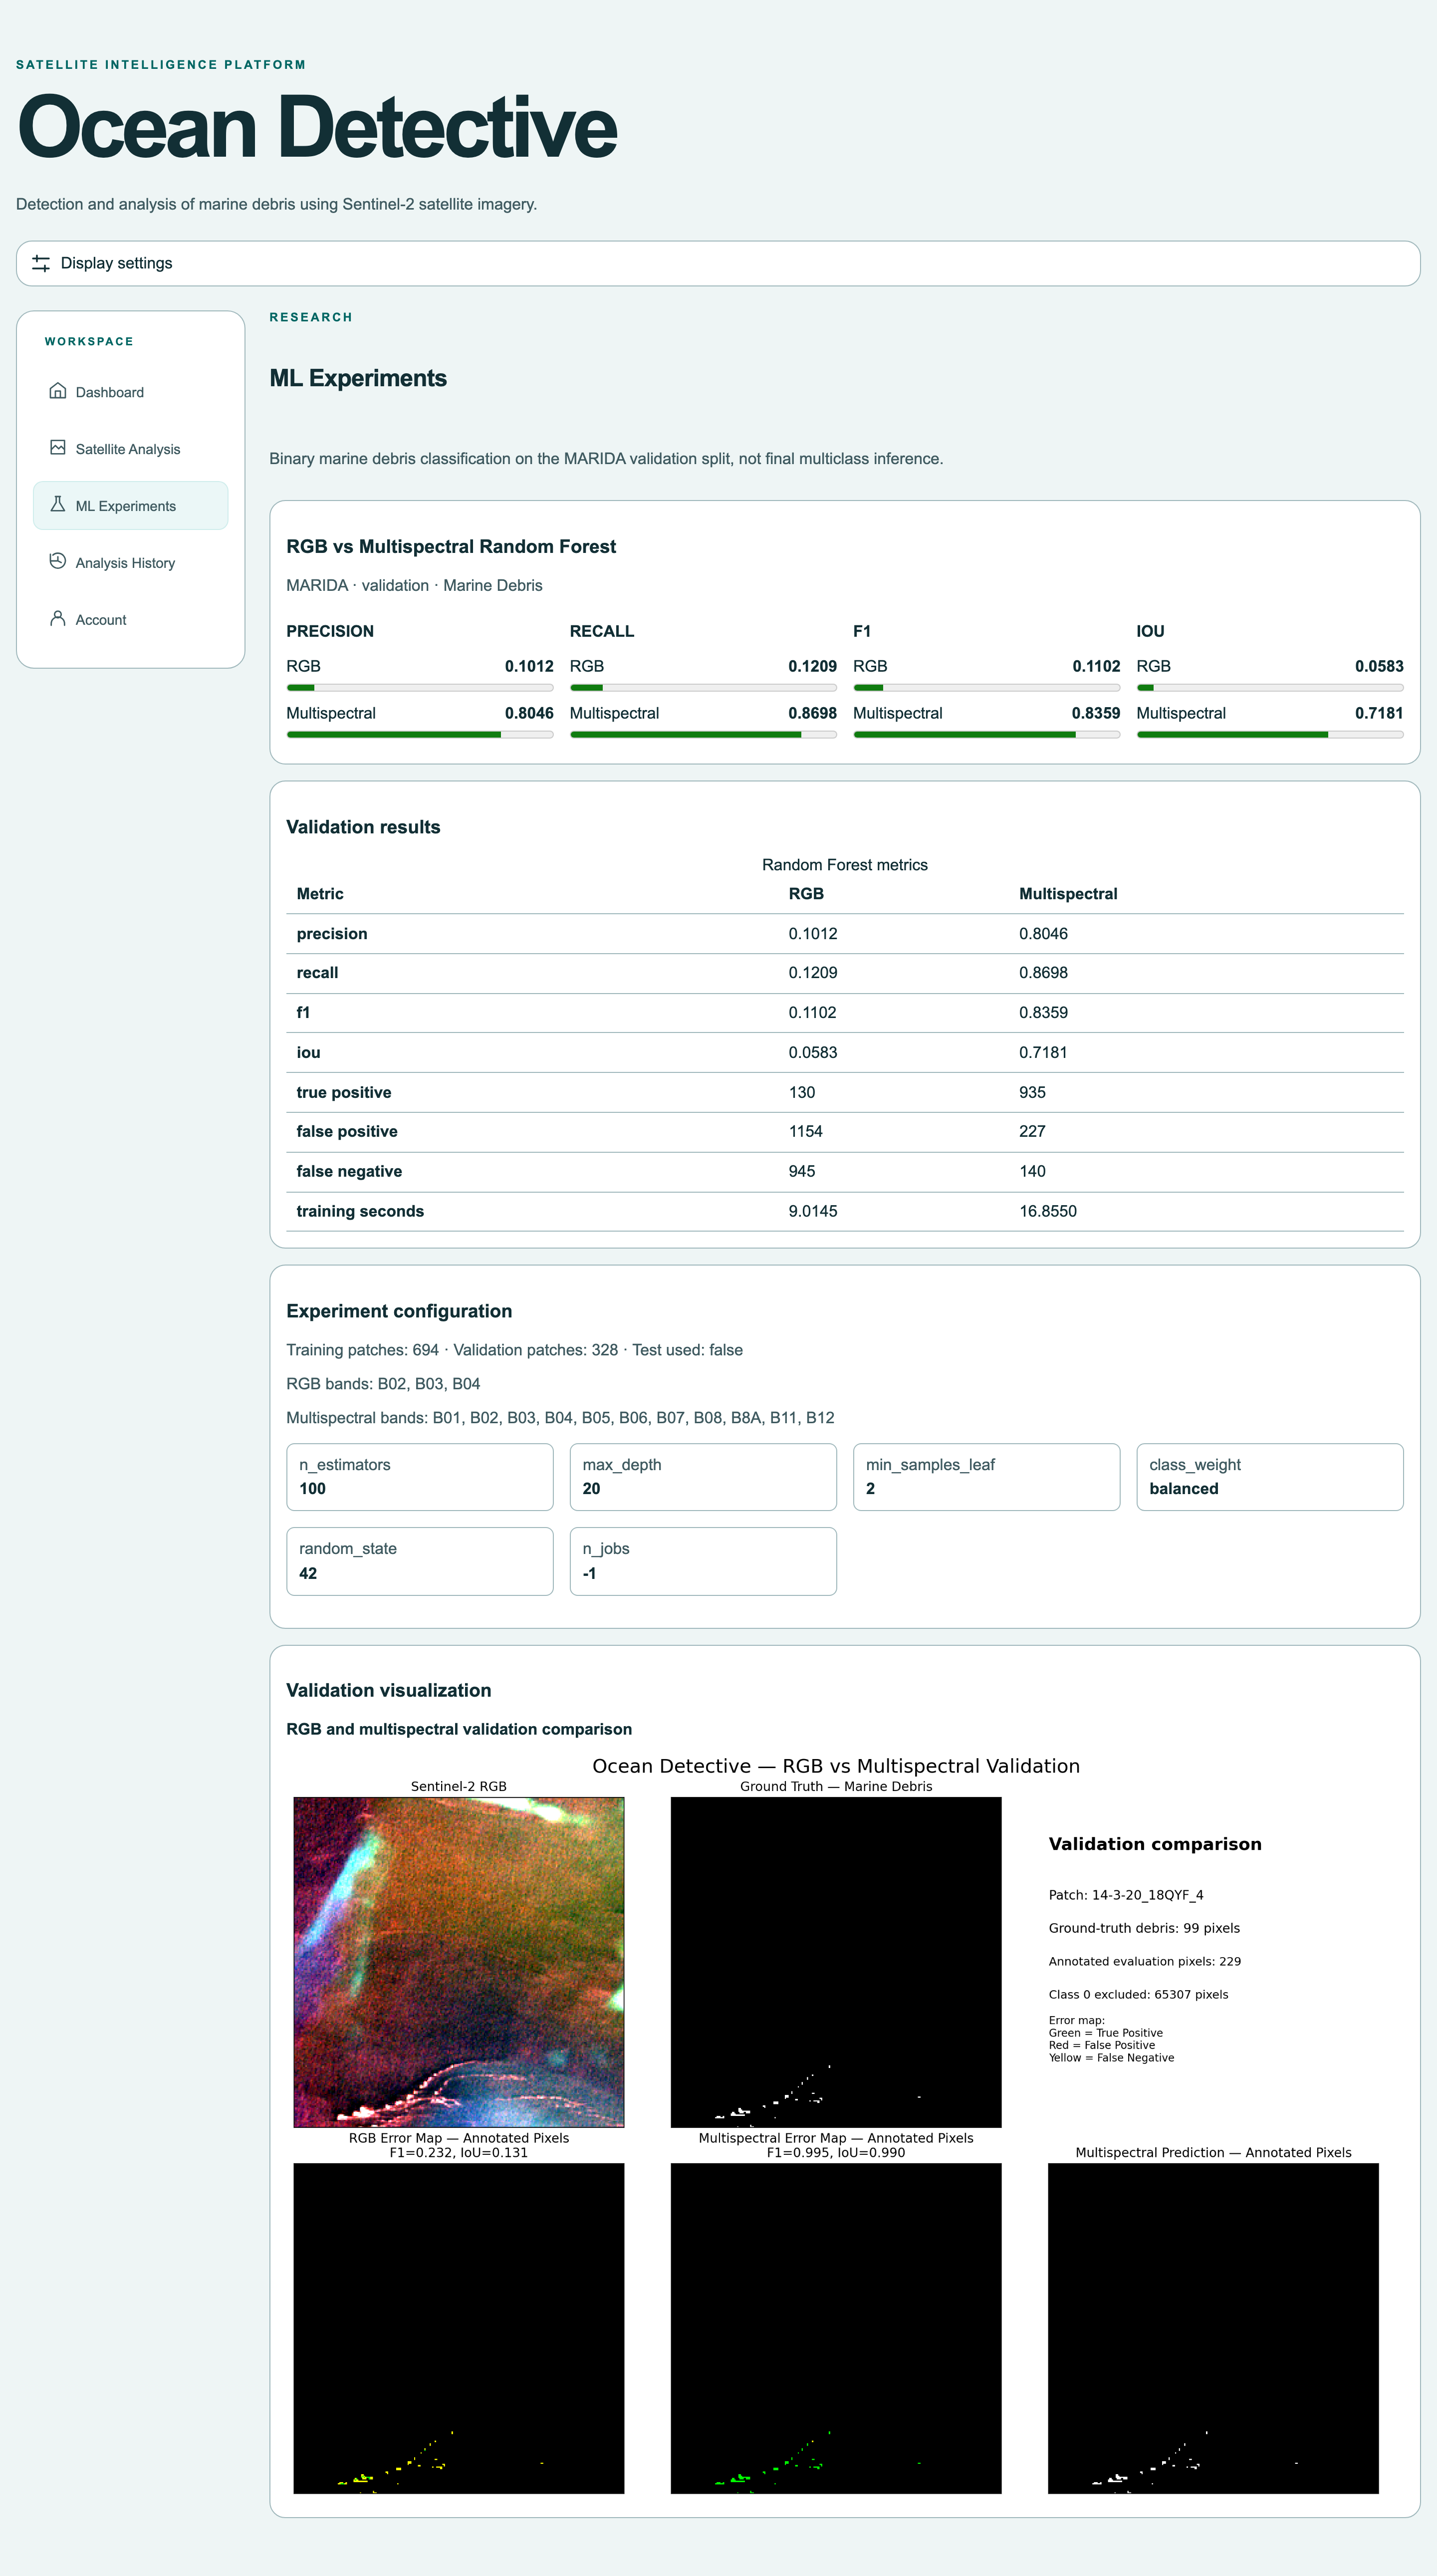 SATELLITE INTELLIGENCE PLATFORM
Ocean Detective
Detection and analysis of marine debris using Sentinel-2 satellite imagery.
Display settings
WORKSPACE
Dashboard
Satellite Analysis
ML Experiments
Analysis History
Account
RESEARCH
ML Experiments
Binary marine debris classification on the MARIDA validation split, not final multiclass inference.
RGB vs Multispectral Random Forest
MARIDA · validation · Marine Debris
PRECISION
RGB 0.1012
Multispectral 0.8046
RECALL
RGB 0.1209
Multispectral 0.8698
F1
RGB 0.1102
Multispectral 0.8359
IOU
RGB 0.0583
Multispectral 0.7181
Validation results
Random Forest metrics
Metric RGB Multispectral
precision 0.1012 0.8046
recall 0.1209 0.8698
f1 0.1102 0.8359
iou 0.0583 0.7181
true positive 130 935
false positive 1154 227
false negative 945 140
training seconds 9.0145 16.8550
Experiment configuration
Training patches: 694 · Validation patches: 328 · Test used: false
RGB bands: B02, B03, B04
Multispectral bands: B01, B02, B03, B04, B05, B06, B07, B08, B8A, B11, B12
n_estimators
100
max_depth
20
min_samples_leaf
2
class_weight
balanced
random_state
42
n_jobs
-1
Validation visualization
RGB and multispectral validation comparison
Ocean Detective — RGB vs Multispectral Validation
Sentinel-2 RGB
Ground Truth — Marine Debris
Validation comparison
Patch: 14-3-20_18QYF_4
Ground-truth debris: 99 pixels
Annotated evaluation pixels: 229
Class 0 excluded: 65307 pixels
Error map:
Green = True Positive
Red = False Positive
Yellow = False Negative
RGB Error Map — Annotated Pixels
F1=0.232, IoU=0.131
Multispectral Error Map — Annotated Pixels
F1=0.995, IoU=0.990
Multispectral Prediction — Annotated Pixels